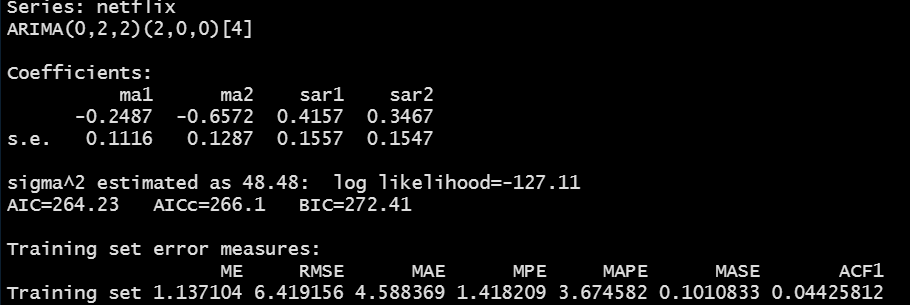 Series: netflix
ARIMA(0,2,2)(2,0,0)[4]
Coefficients:
ma1 ma2 sar1 sar2
-0.2487 -0.6572 0.4157 0.3467
s.e. 0.1116 0.1287 0.1557 0.1547
sigma^2 estimated as 48.48: log likelihood=-127.11
AIC=264.23 AICc=266.1 BIC=272.41
Training set error measures:
ME RMSE MAE MPE MAPE MASE ACF1
Training set 1.137104 6.419156 4.588369 1.418209 3.674582 0.1010833 0.04425812